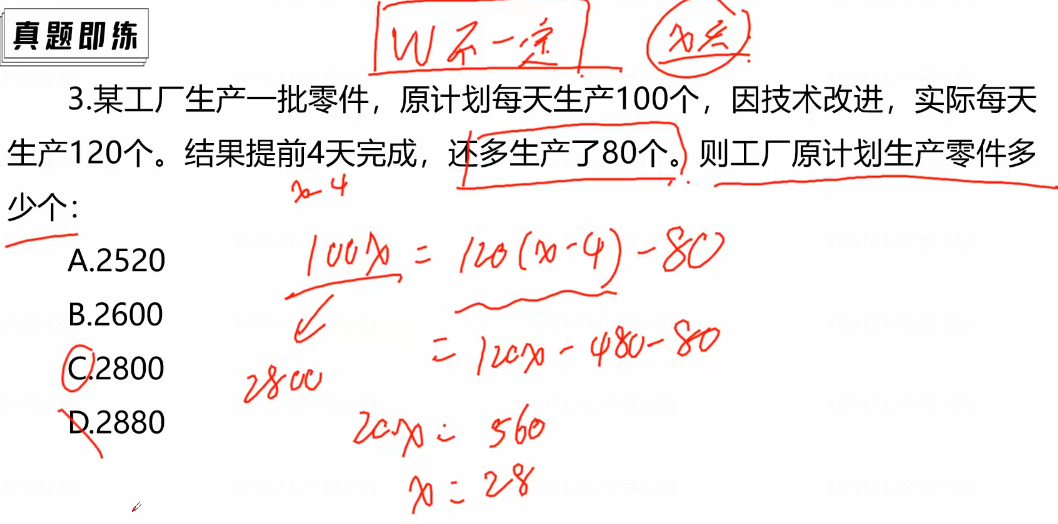 真题即练
W不一定
x天
3.某工厂生产一批零件，原计划每天生产100个，因技术改进，实际每天
生产120个。结果提前4天完成，还多生产了80个。则工厂原计划生产零件多
x-4
少个：
A.2520
100x = 120(x-4)-80
B.2600
= 120x-480-80
C.2800
2800
D.2880
20x = 560
x = 28